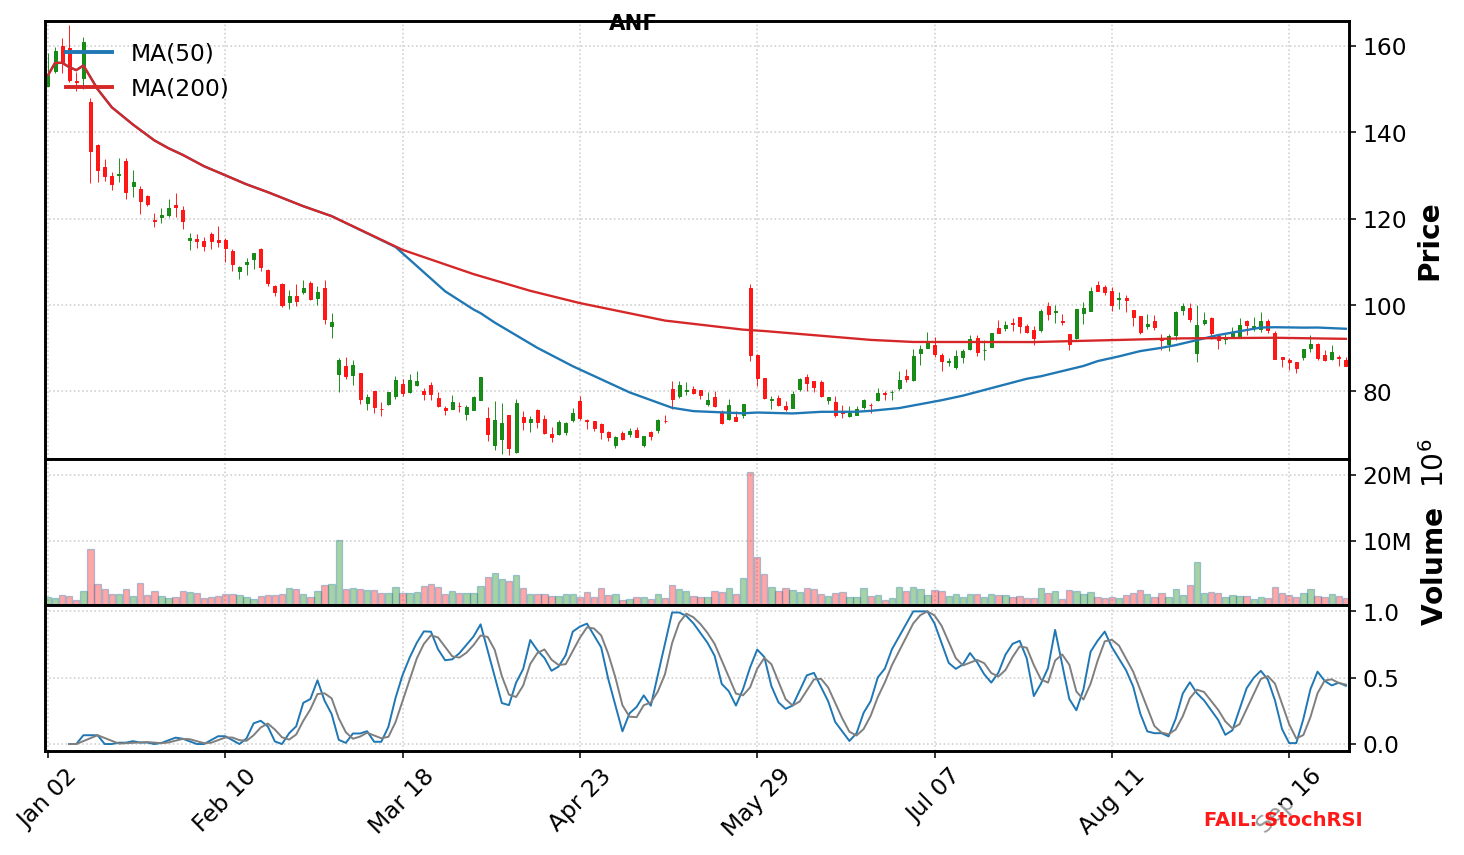 ANF
MA(50)
MA(200)
160
140
120
100
80
Price
20M
10M
Volume 10^6
1.0
0.5
0.0
Jan 02
Feb 10
Mar 18
Apr 23
May 29
Jul 07
Aug 11
Sep 16
FAIL: StochRSI